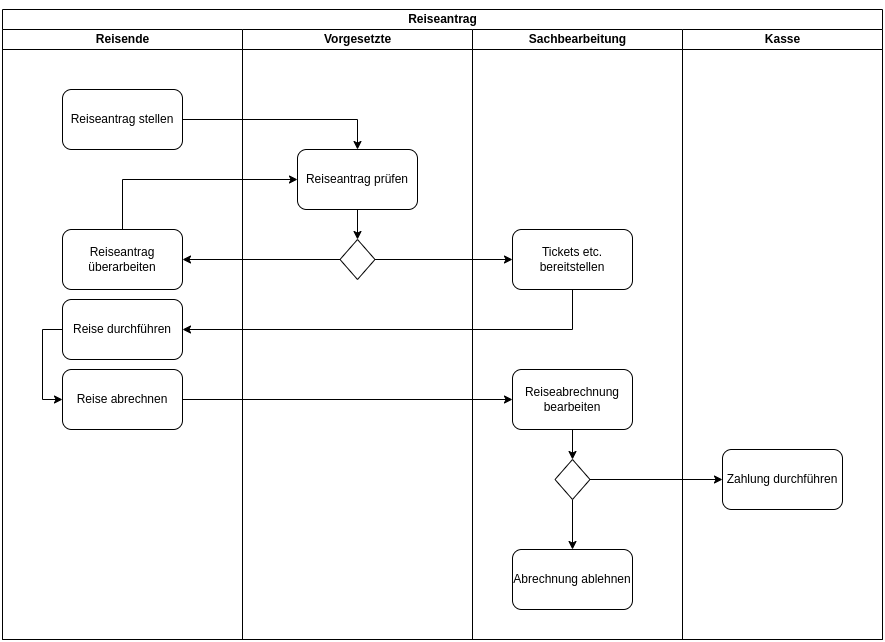 Reiseantrag
Reisende
Vorgesetzte
Sachbearbeitung
Kasse
Reiseantrag stellen
Reiseantrag prüfen
Reiseantrag
überarbeiten
Tickets etc.
bereitstellen
Reise durchführen
Reise abrechnen
Reiseabrechnung
bearbeiten
Zahlung durchführen
Abrechnung ablehnen